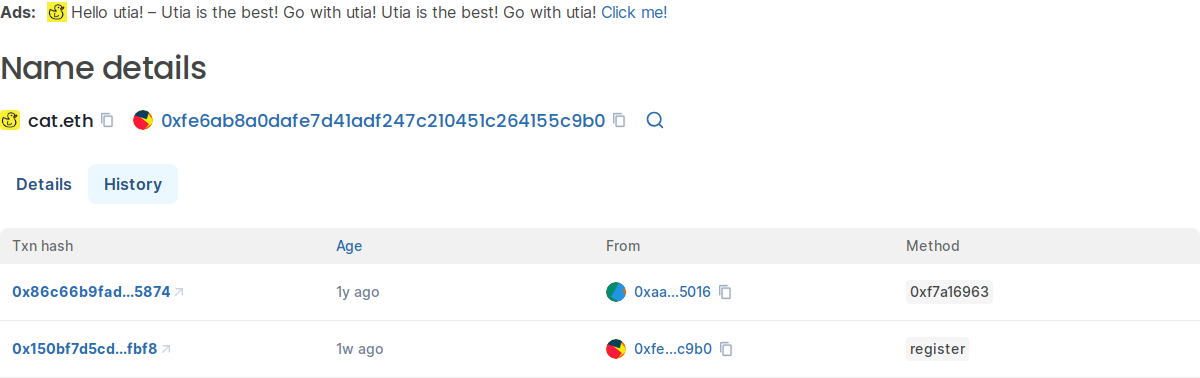 Ads: Hello utia! – Utia is the best! Go with utia! Utia is the best! Go with utia! Click me!
Name details
cat.eth 0xfe6ab8a0dafe7d41adf247c210451c264155c9b0
Details History
Txn hash Age From Method
0x86c66b9fad...5874 1y ago 0xaa...5016 0xf7a16963
0x150bf7d5cd...fbf8 1w ago 0xfe...c9b0 register